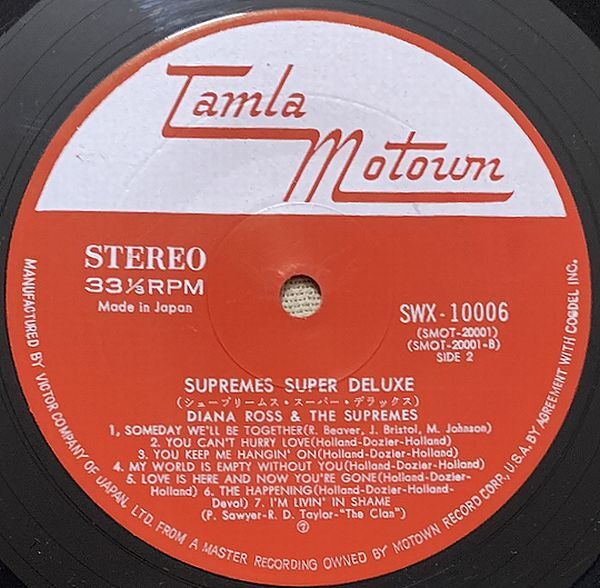 Tamla
Motown
STEREO
33⅓RPM
Made in Japan
SWX-10006
(SMOT-20001)
(SMOT-20001-B)
SIDE 2
SUPREMES SUPER DELUXE
(シュープリームス・スーパー・デラックス)
DIANA ROSS & THE SUPREMES
1, SOMEDAY WE'LL BE TOGETHER(R. Beaver, J. Bristol, M. Johnson)
2. YOU CAN'T HURRY LOVE(Holland-Dozier-Holland)
3. YOU KEEP ME HANGIN' ON(Holland-Dozier-Holland)
4. MY WORLD IS EMPTY WITHOUT YOU(Holland-Dozier-Holland)
5. LOVE IS HERE AND NOW YOU'RE GONE(Holland-Dozier-
Holland) 6. THE HAPPENING(Holland-Dozier-Holland-
Deval) 7. I'M LIVIN' IN SHAME
(P. Sawyer-R. D. Taylor-"The Clan")
MANUFACTURED BY VICTOR COMPANY OF JAPAN, LTD. FROM A MASTER RECORDING OWNED BY MOTOWN RECORD CORP., U.S.A. BY AGREEMENT WITH COODEL INC.